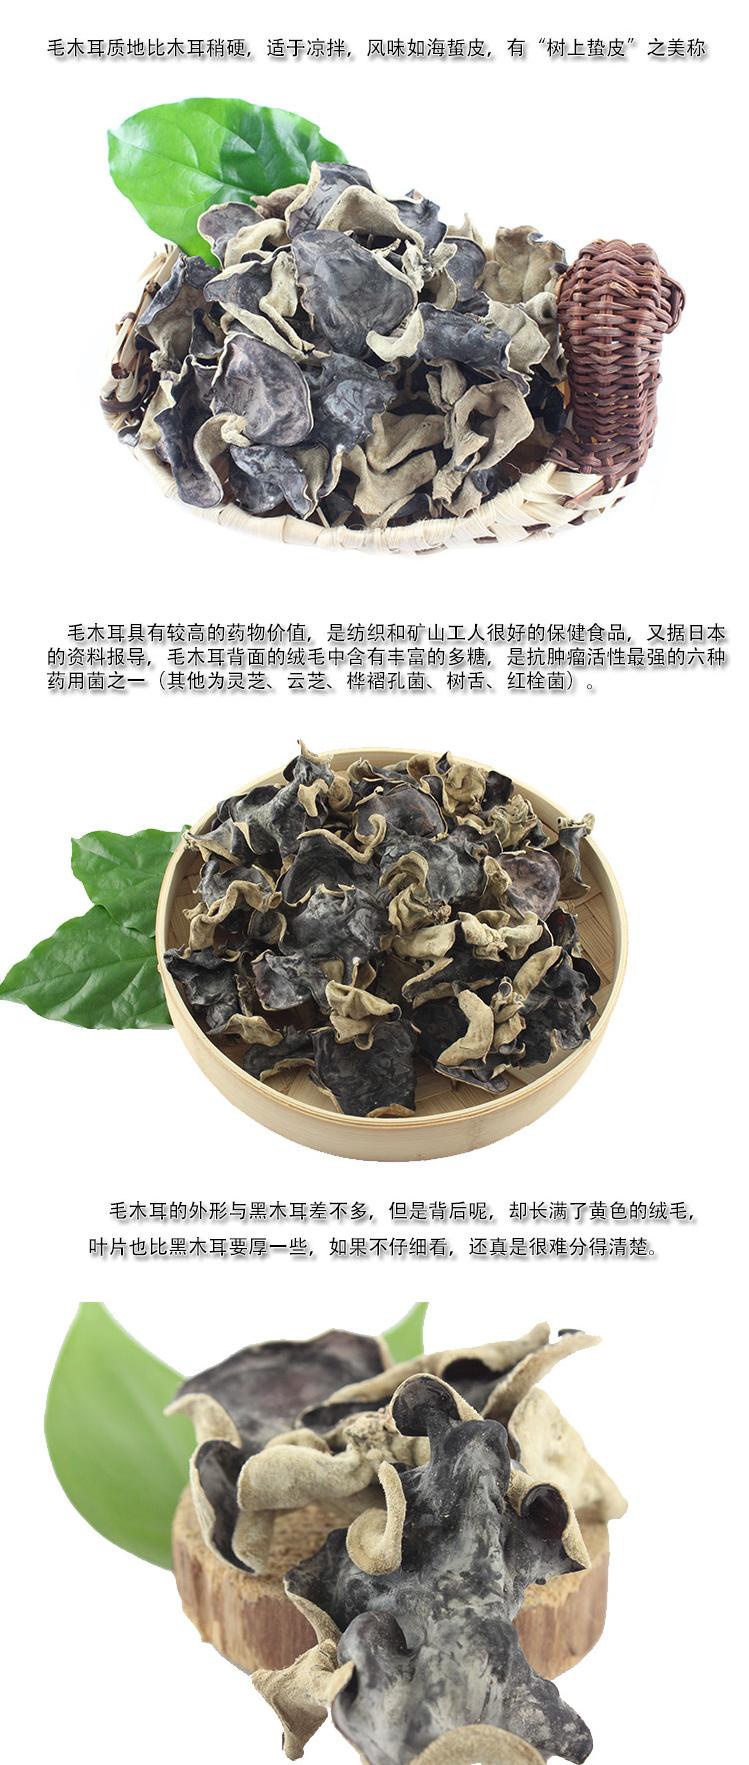 毛木耳质地比木耳稍硬，适于凉拌，风味如海蜇皮，有“树上蛰皮”之美称
毛木耳具有较高的药物价值，是纺织和矿山工人很好的保健食品，又据日本
的资料报导，毛木耳背面的绒毛中含有丰富的多糖，是抗肿瘤活性最强的六种
药用菌之一（其他为灵芝、云芝、桦褶孔菌、树舌、红栓菌）。
毛木耳的外形与黑木耳差不多，但是背后呢，却长满了黄色的绒毛，
叶片也比黑木耳要厚一些，如果不仔细看，还真是很难分得清楚。